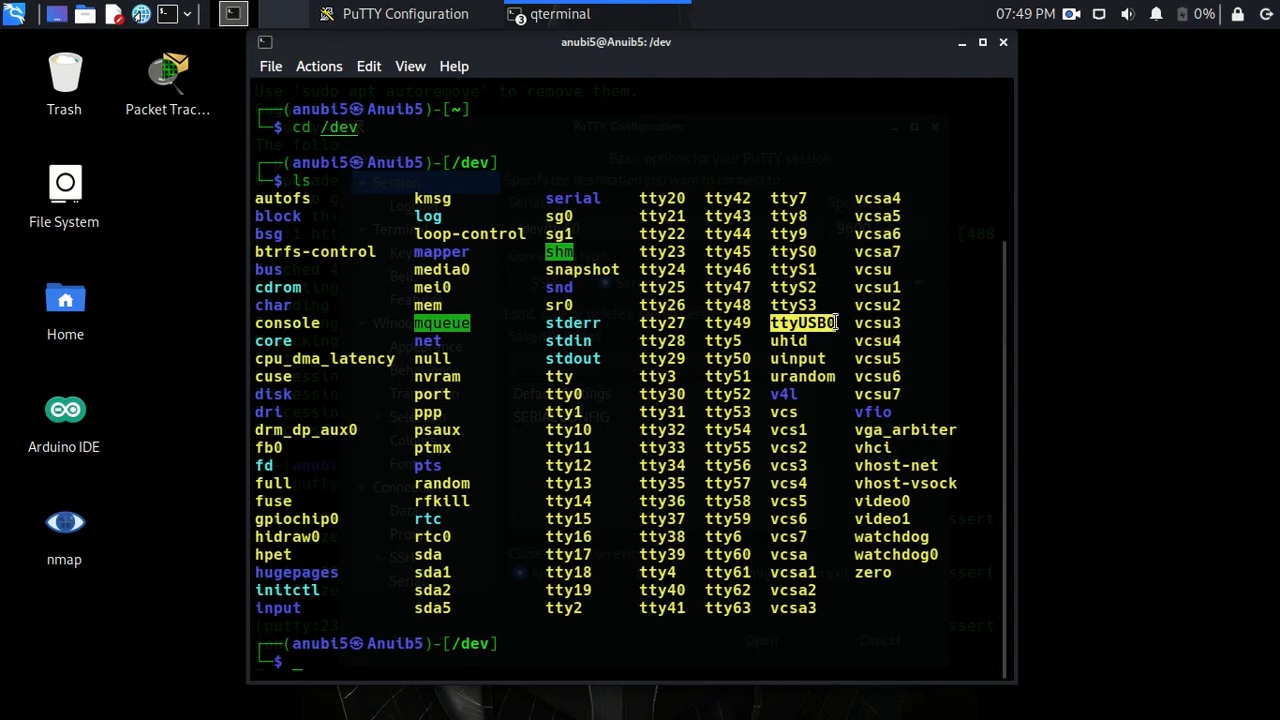 PuTTY Configuration
3 qterminal
07:49 PM
0%
anubi5@Anuib5: /dev
File Actions Edit View Help
Trash
Packet Trac...
File System
Home
Arduino IDE
nmap
Use 'sudo apt autoremove' to remove them.
┌──(anubi5㉿Anuib5)-[~]
└─$ cd /dev
PuTTY Configuration
Basic options for your PuTTY session
┌──(anubi5㉿Anuib5)-[/dev]
└─$ ls
autofs kmsg serial tty20 tty42 tty7 vcsa4
block log sg0 tty21 tty43 tty8 vcsa5
bsg loop-control sg1 tty22 tty44 tty9 vcsa6
btrfs-control mapper shm tty23 tty45 ttyS0 vcsa7
bus media0 snapshot tty24 tty46 ttyS1 vcsu
cdrom mei0 snd tty25 tty47 ttyS2 vcsu1
char mem sr0 tty26 tty48 ttyS3 vcsu2
console mqueue stderr tty27 tty49 ttyUSB0 vcsu3
core net stdin tty28 tty5 uhid vcsu4
cpu_dma_latency null stdout tty29 tty50 uinput vcsu5
cuse nvram tty tty3 tty51 urandom vcsu6
disk port tty0 tty30 tty52 v4l vcsu7
dri ppp tty1 tty31 tty53 vcs vfio
drm_dp_aux0 psaux tty10 tty32 tty54 vcs1 vga_arbiter
fb0 ptmx tty11 tty33 tty55 vcs2 vhci
fd pts tty12 tty34 tty56 vcs3 vhost-net
full random tty13 tty35 tty57 vcs4 vhost-vsock
fuse rfkill tty14 tty36 tty58 vcs5 video0
gpiochip0 rtc tty15 tty37 tty59 vcs6 video1
hidraw0 rtc0 tty16 tty38 tty6 vcs7 watchdog
hpet sda tty17 tty39 tty60 vcsa watchdog0
hugepages sda1 tty18 tty4 tty61 vcsa1 zero
initctl sda2 tty19 tty40 tty62 vcsa2
input sda5 tty2 tty41 tty63 vcsa3
Open Cancel
┌──(anubi5㉿Anuib5)-[/dev]
└─$ _